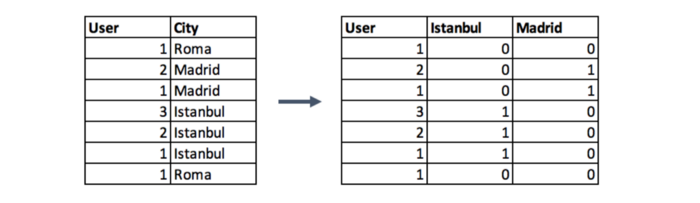 User City
1 Roma
2 Madrid
1 Madrid
3 Istanbul
2 Istanbul
1 Istanbul
1 Roma
User Istanbul Madrid
1 0 0
2 0 1
1 0 1
3 1 0
2 1 0
1 1 0
1 0 0